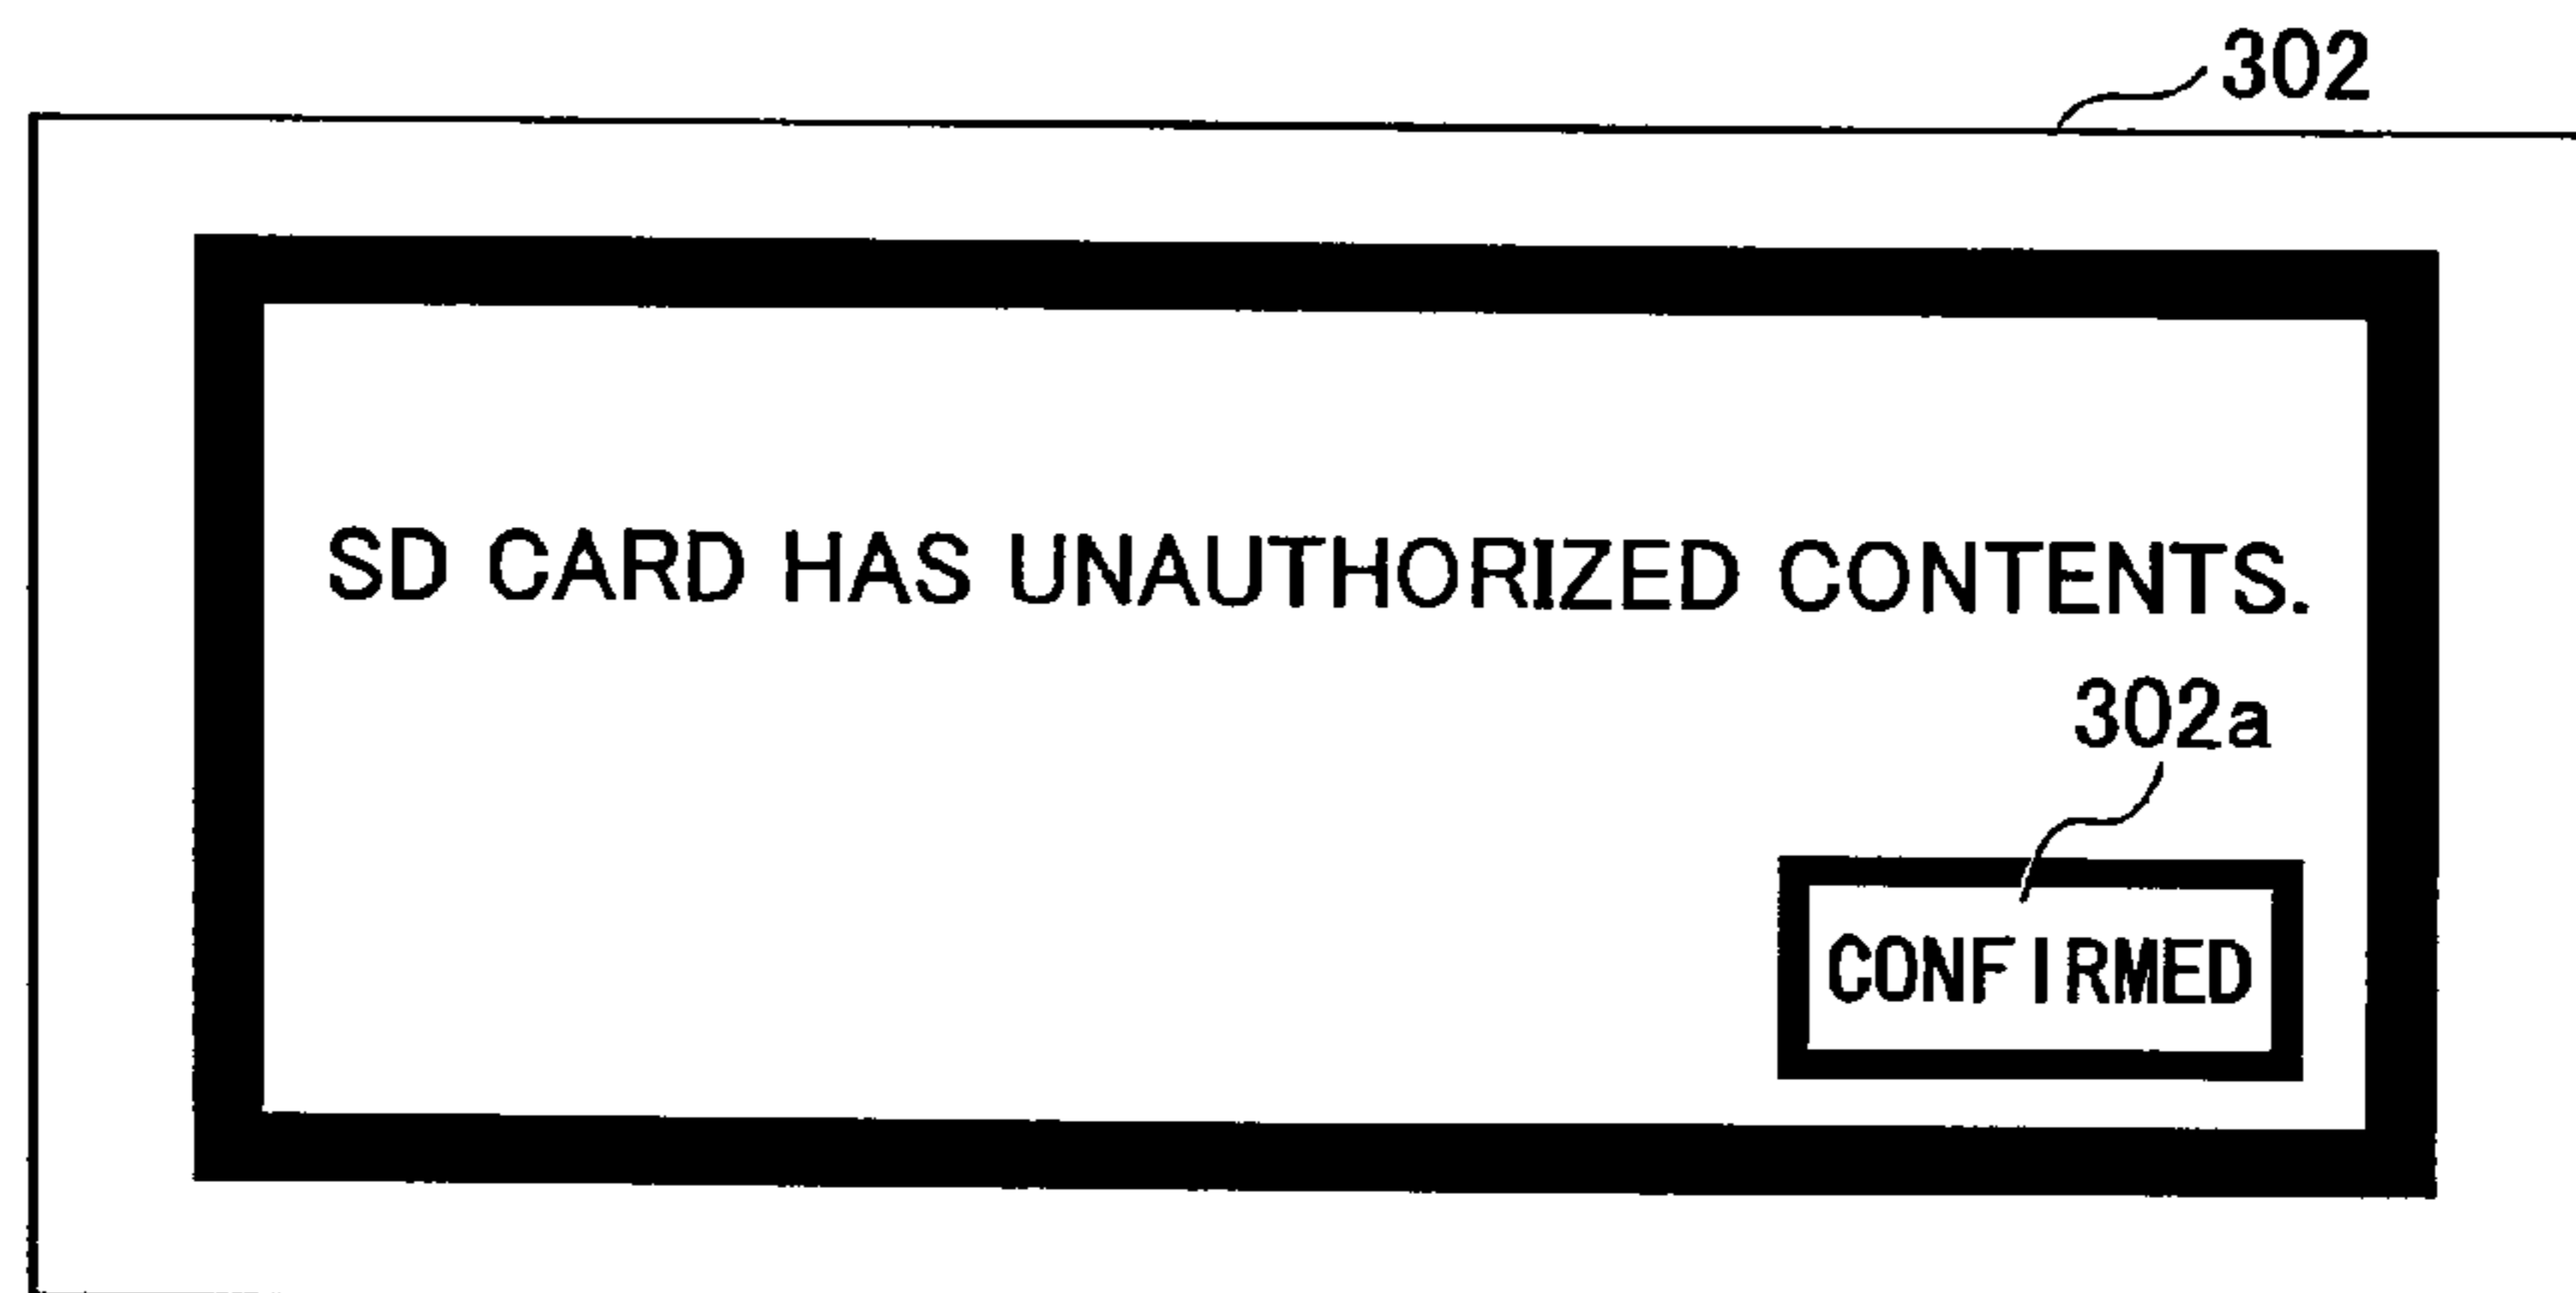 302
SD CARD HAS UNAUTHORIZED CONTENTS.
302a
CONFIRMED